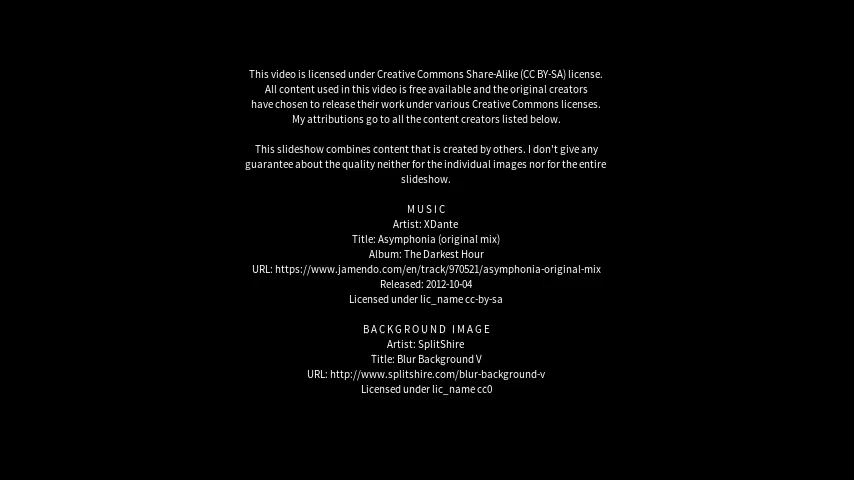 This video is licensed under Creative Commons Share-Alike (CC BY-SA) license.
All content used in this video is free available and the original creators
have chosen to release their work under various Creative Commons licenses.
My attributions go to all the content creators listed below.
This slideshow combines content that is created by others. I don't give any
guarantee about the quality neither for the individual images nor for the entire
slideshow.
MUSIC
Artist: XDante
Title: Asymphonia (original mix)
Album: The Darkest Hour
URL: https://www.jamendo.com/en/track/970521/asymphonia-original-mix
Released: 2012-10-04
Licensed under lic_name cc-by-sa
BACKGROUND IMAGE
Artist: SplitShire
Title: Blur Background V
URL: http://www.splitshire.com/blur-background-v
Licensed under lic_name cc0